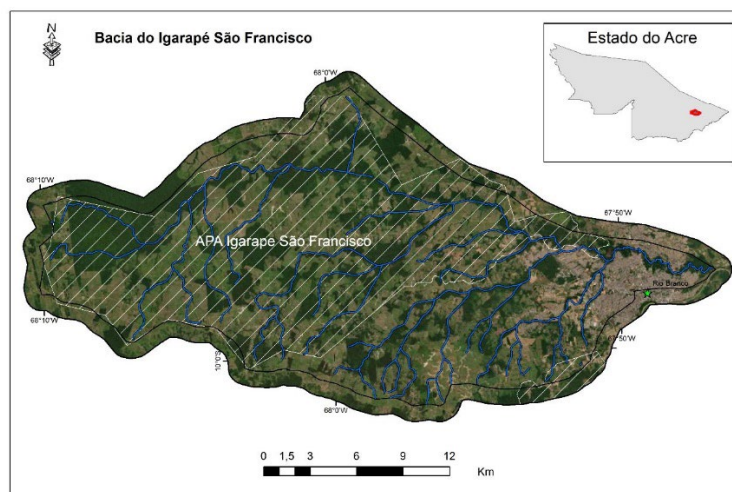 N
Bacia do Igarapé São Francisco
Estado do Acre
68°0'W
68°10'W
67°50'W
APA Igarape São Francisco
Rio Branco
68°10'W
67°50'W
10°0'S
68°0'W
0 1,5 3 6 9 12
Km